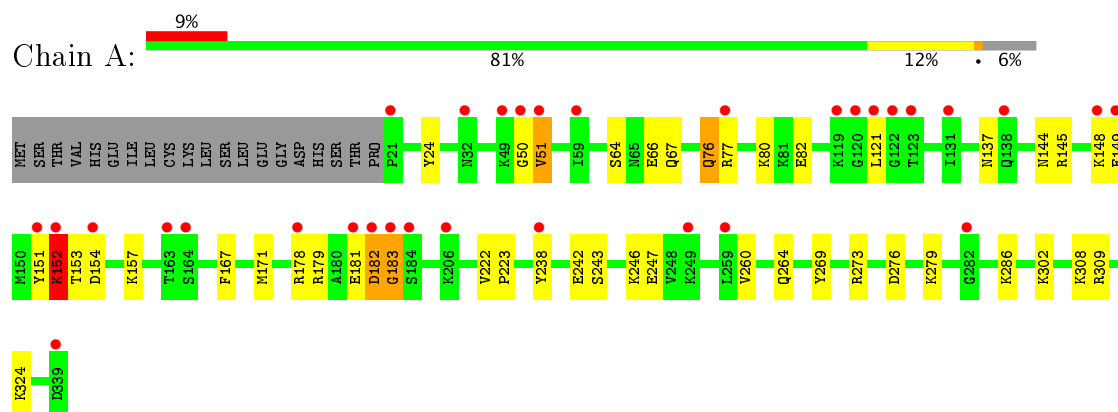 9%
Chain A:
81% 12% • 6%
MET SER THR VAL HIS GLU ILE LEU CYS LYS LEU SER LEU GLU GLY ASP HIS SER THR PRO P21 Y24 N32 K49 G50 V51 I59 S64 N65 E66 Q67 Q76 R77 K80 K81 E82 K119 G120 L121 G122 T123 I131 N137 Q138 N144 R145 K148 E149
M150 Y151 K152 T153 D154 K157 T163 S164 F167 M171 R178 R179 A180 E181 D182 G183 S184 K206 V222 P223 Y238 E242 S243 K246 E247 V248 K249 L259 V260 Q264 Y269 R273 D276 K279 G282 K286 K302 K308 R309
K324 D339